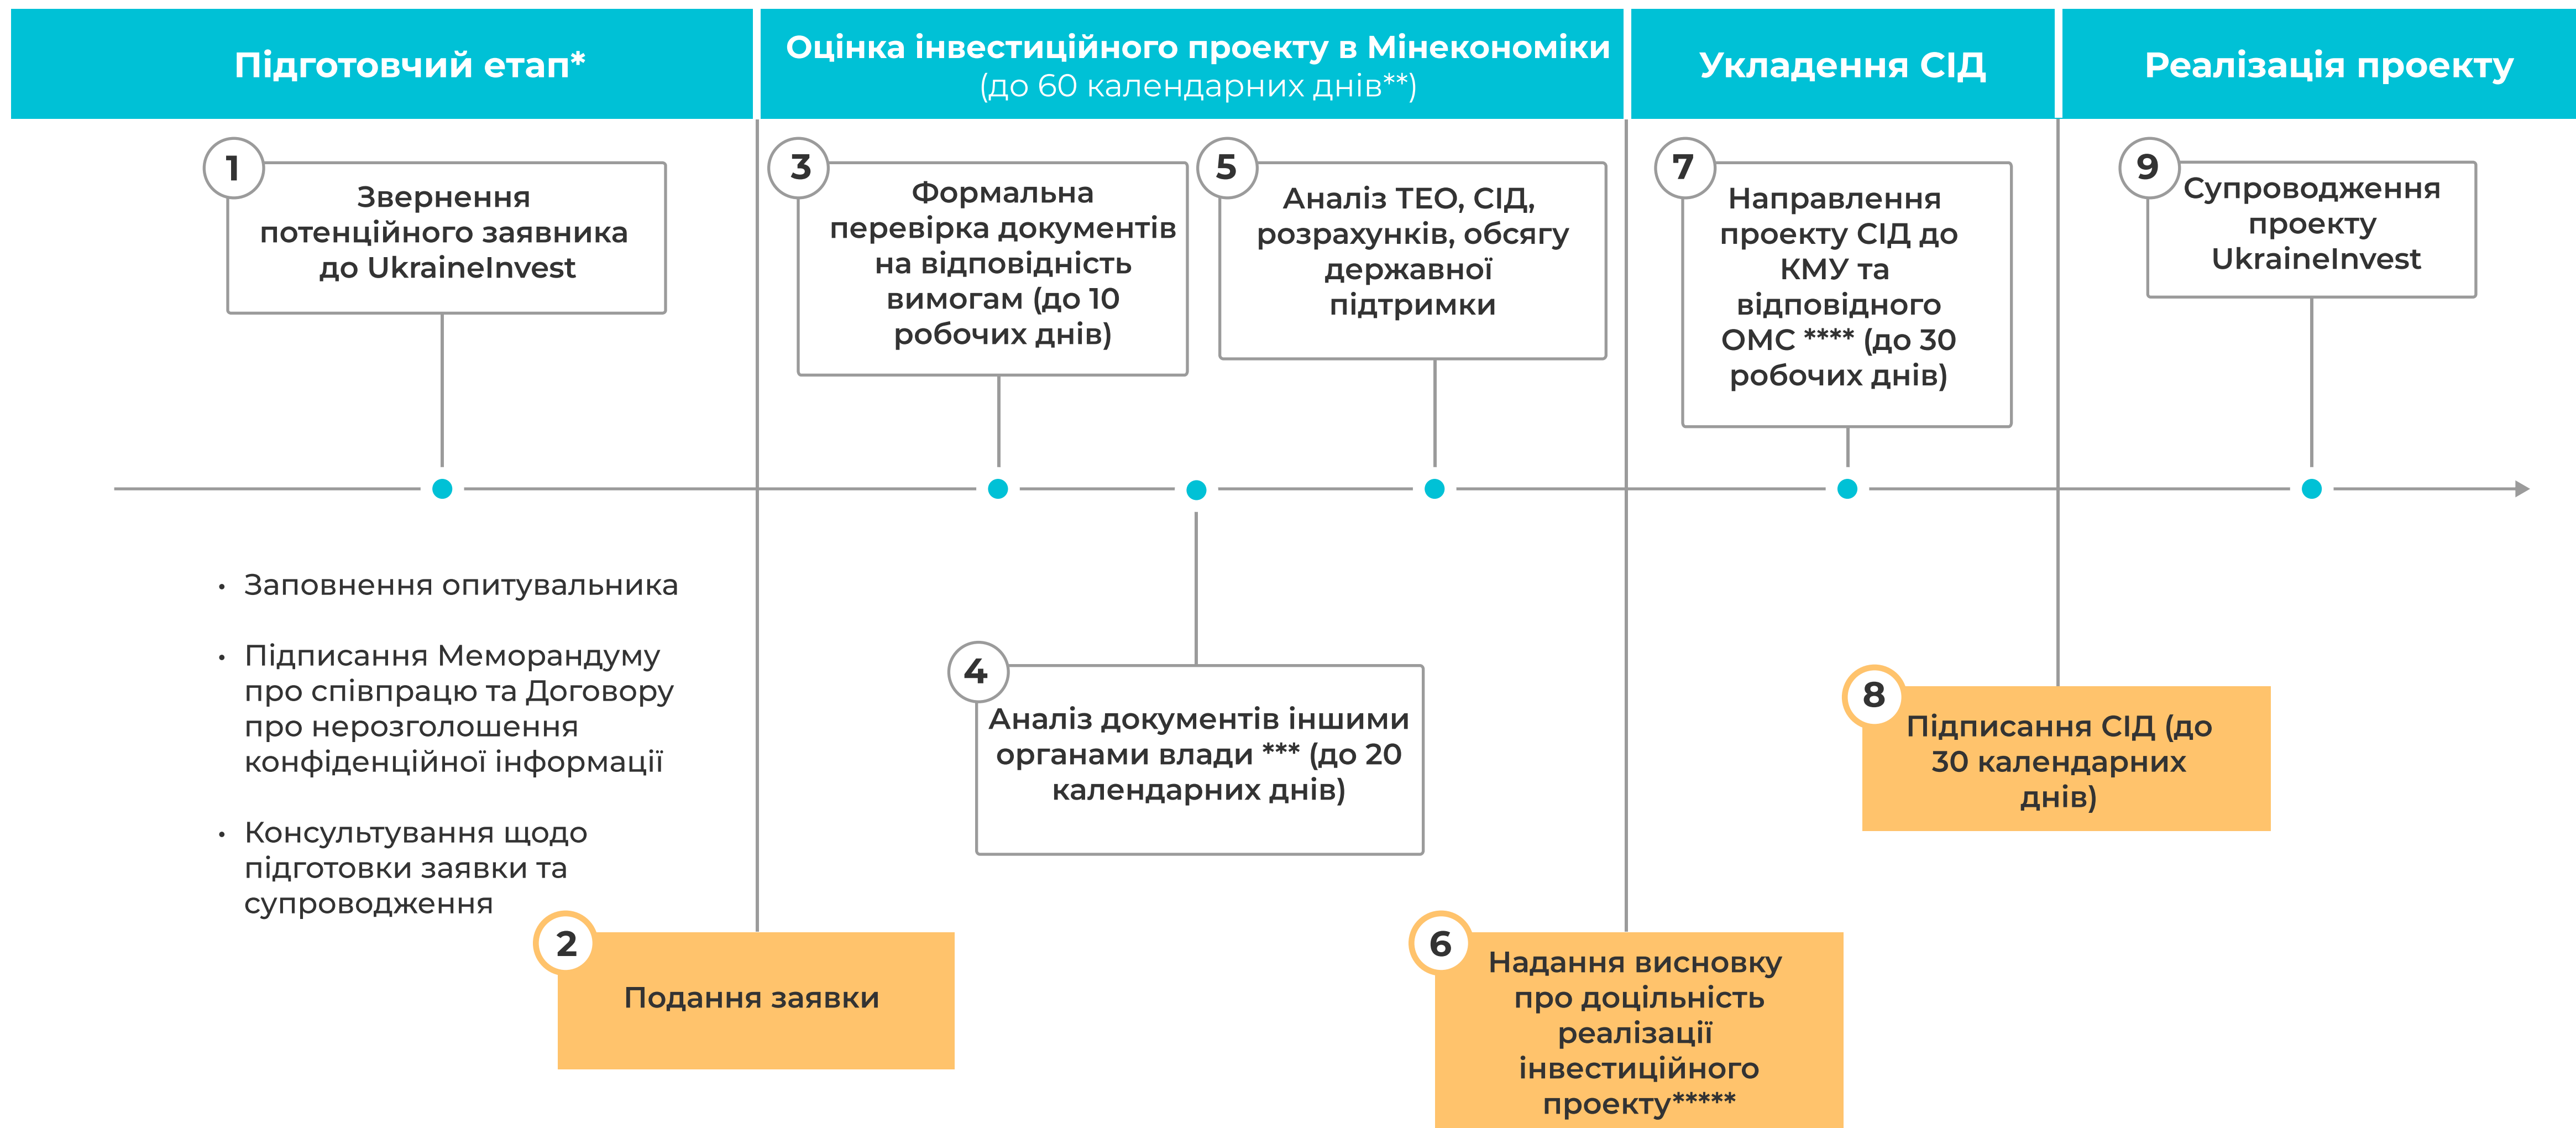 Підготовчий етап*
Оцінка інвестиційного проекту в Мінекономіки
(до 60 календарних днів**)
Укладення СІД
Реалізація проекту
1
Звернення
потенційного заявника
до UkraineInvest
3
Формальна
перевірка документів
на відповідність
вимогам (до 10
робочих днів)
5
Аналіз ТЕО, СІД,
розрахунків, обсягу
державної
підтримки
7
Направлення
проекту СІД до
КМУ та
відповідного
ОМС **** (до 30
робочих днів)
9
Супроводження
проекту
UkraineInvest
• Заповнення опитувальника
• Підписання Меморандуму
про співпрацю та Договору
про нерозголошення
конфіденційної інформації
• Консультування щодо
підготовки заявки та
супроводження
2
Подання заявки
4
Аналіз документів іншими
органами влади *** (до 20
календарних днів)
6
Надання висновку
про доцільність
реалізації
інвестиційного
проекту*****
8
Підписання СІД (до
30 календарних
днів)